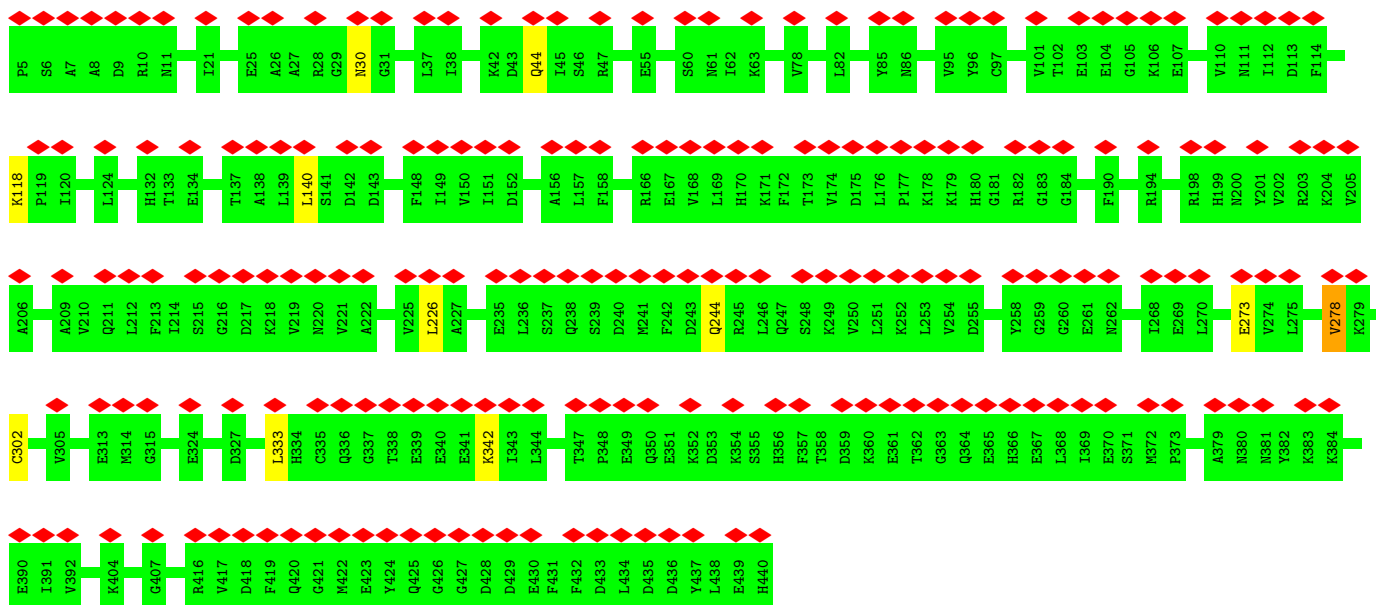 P5 S6 A7 A8 D9 R10 N11 I21 E25 A26 A27 R28 G29 N30 G31 L37 I38 K42 D43 Q44 I45 S46 R47 E55 S60 N61 I62 K63 V78 L82 Y85 N86 V95 Y96 C97 V101 T102 E103 E104 G105 K106 E107 V110 N111 I112 D113 F114
K118 P119 I120 L124 H132 T133 E134 T137 A138 L139 L140 S141 D142 D143 F148 I149 V150 I151 D152 A156 L157 F158 R166 E167 V168 L169 H170 K171 F172 T173 V174 D175 L176 P177 K178 K179 H180 G181 R182 G183 G184 F190 R194 R198 H199 N200 Y201 V202 R203 K204 V205
A206 A209 V210 Q211 L212 F213 I214 S215 G216 D217 K218 V219 N220 V221 A222 V225 L226 A227 E235 L236 S237 Q238 S239 D240 M241 F242 D243 Q244 R245 L246 Q247 S248 K249 V250 L251 K252 L253 V254 D255 Y258 G259 G260 E261 N262 I268 E269 L270 E273 V274 L275 V278 K279
C302 V305 E313 M314 G315 E324 D327 L333 H334 C335 Q336 G337 T338 E339 E340 E341 K342 I343 L344 T347 P348 E349 Q350 E351 K352 D353 K354 S355 H356 F357 T358 D359 K360 E361 T362 G363 Q364 E365 H366 E367 L368 I369 E370 S371 M372 P373 A379 N380 N381 Y382 K383 K384
E390 I391 V392 K404 G407 R416 V417 D418 F419 Q420 G421 M422 E423 Y424 Q425 G426 G427 D428 D429 E430 F431 F432 D433 L434 D435 D436 Y437 L438 E439 H440